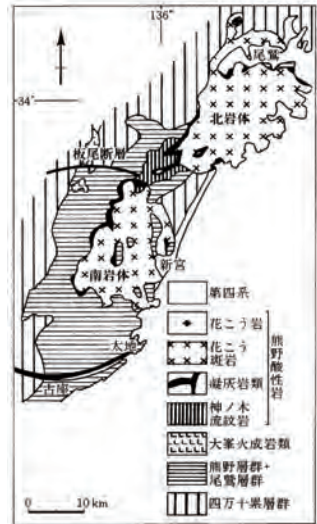 136°
尾鷲
34°
北岩体
板尾断層
新宮
南岩体
太地
古座
第四系
花こう岩
花こう
斑岩
凝灰岩類
神ノ木
流紋岩
熊野酸性岩
大峯火成岩類
熊野層群・
尾鷲層群
四万十累層群
0 10 km